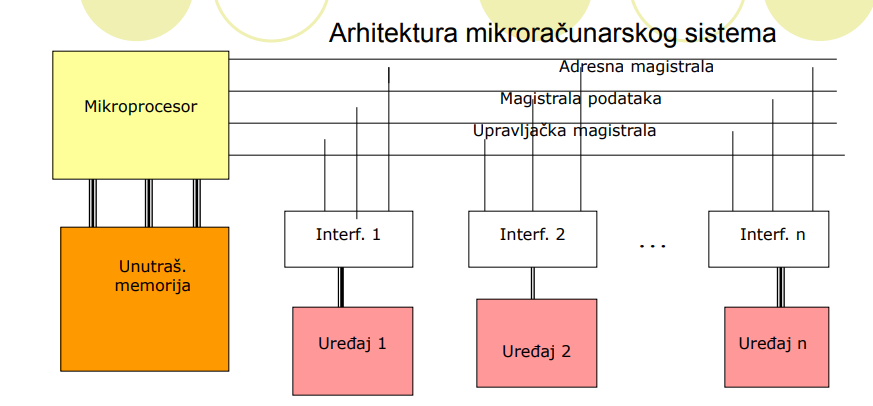 Arhitektura mikroračunarskog sistema
Adresna magistrala
Mikroprocesor
Magistrala podataka
Upravljačka magistrala
Interf. 1
Interf. 2
...
Interf. n
Unutraš.
memorija
Uređaj 1
Uređaj 2
Uređaj n